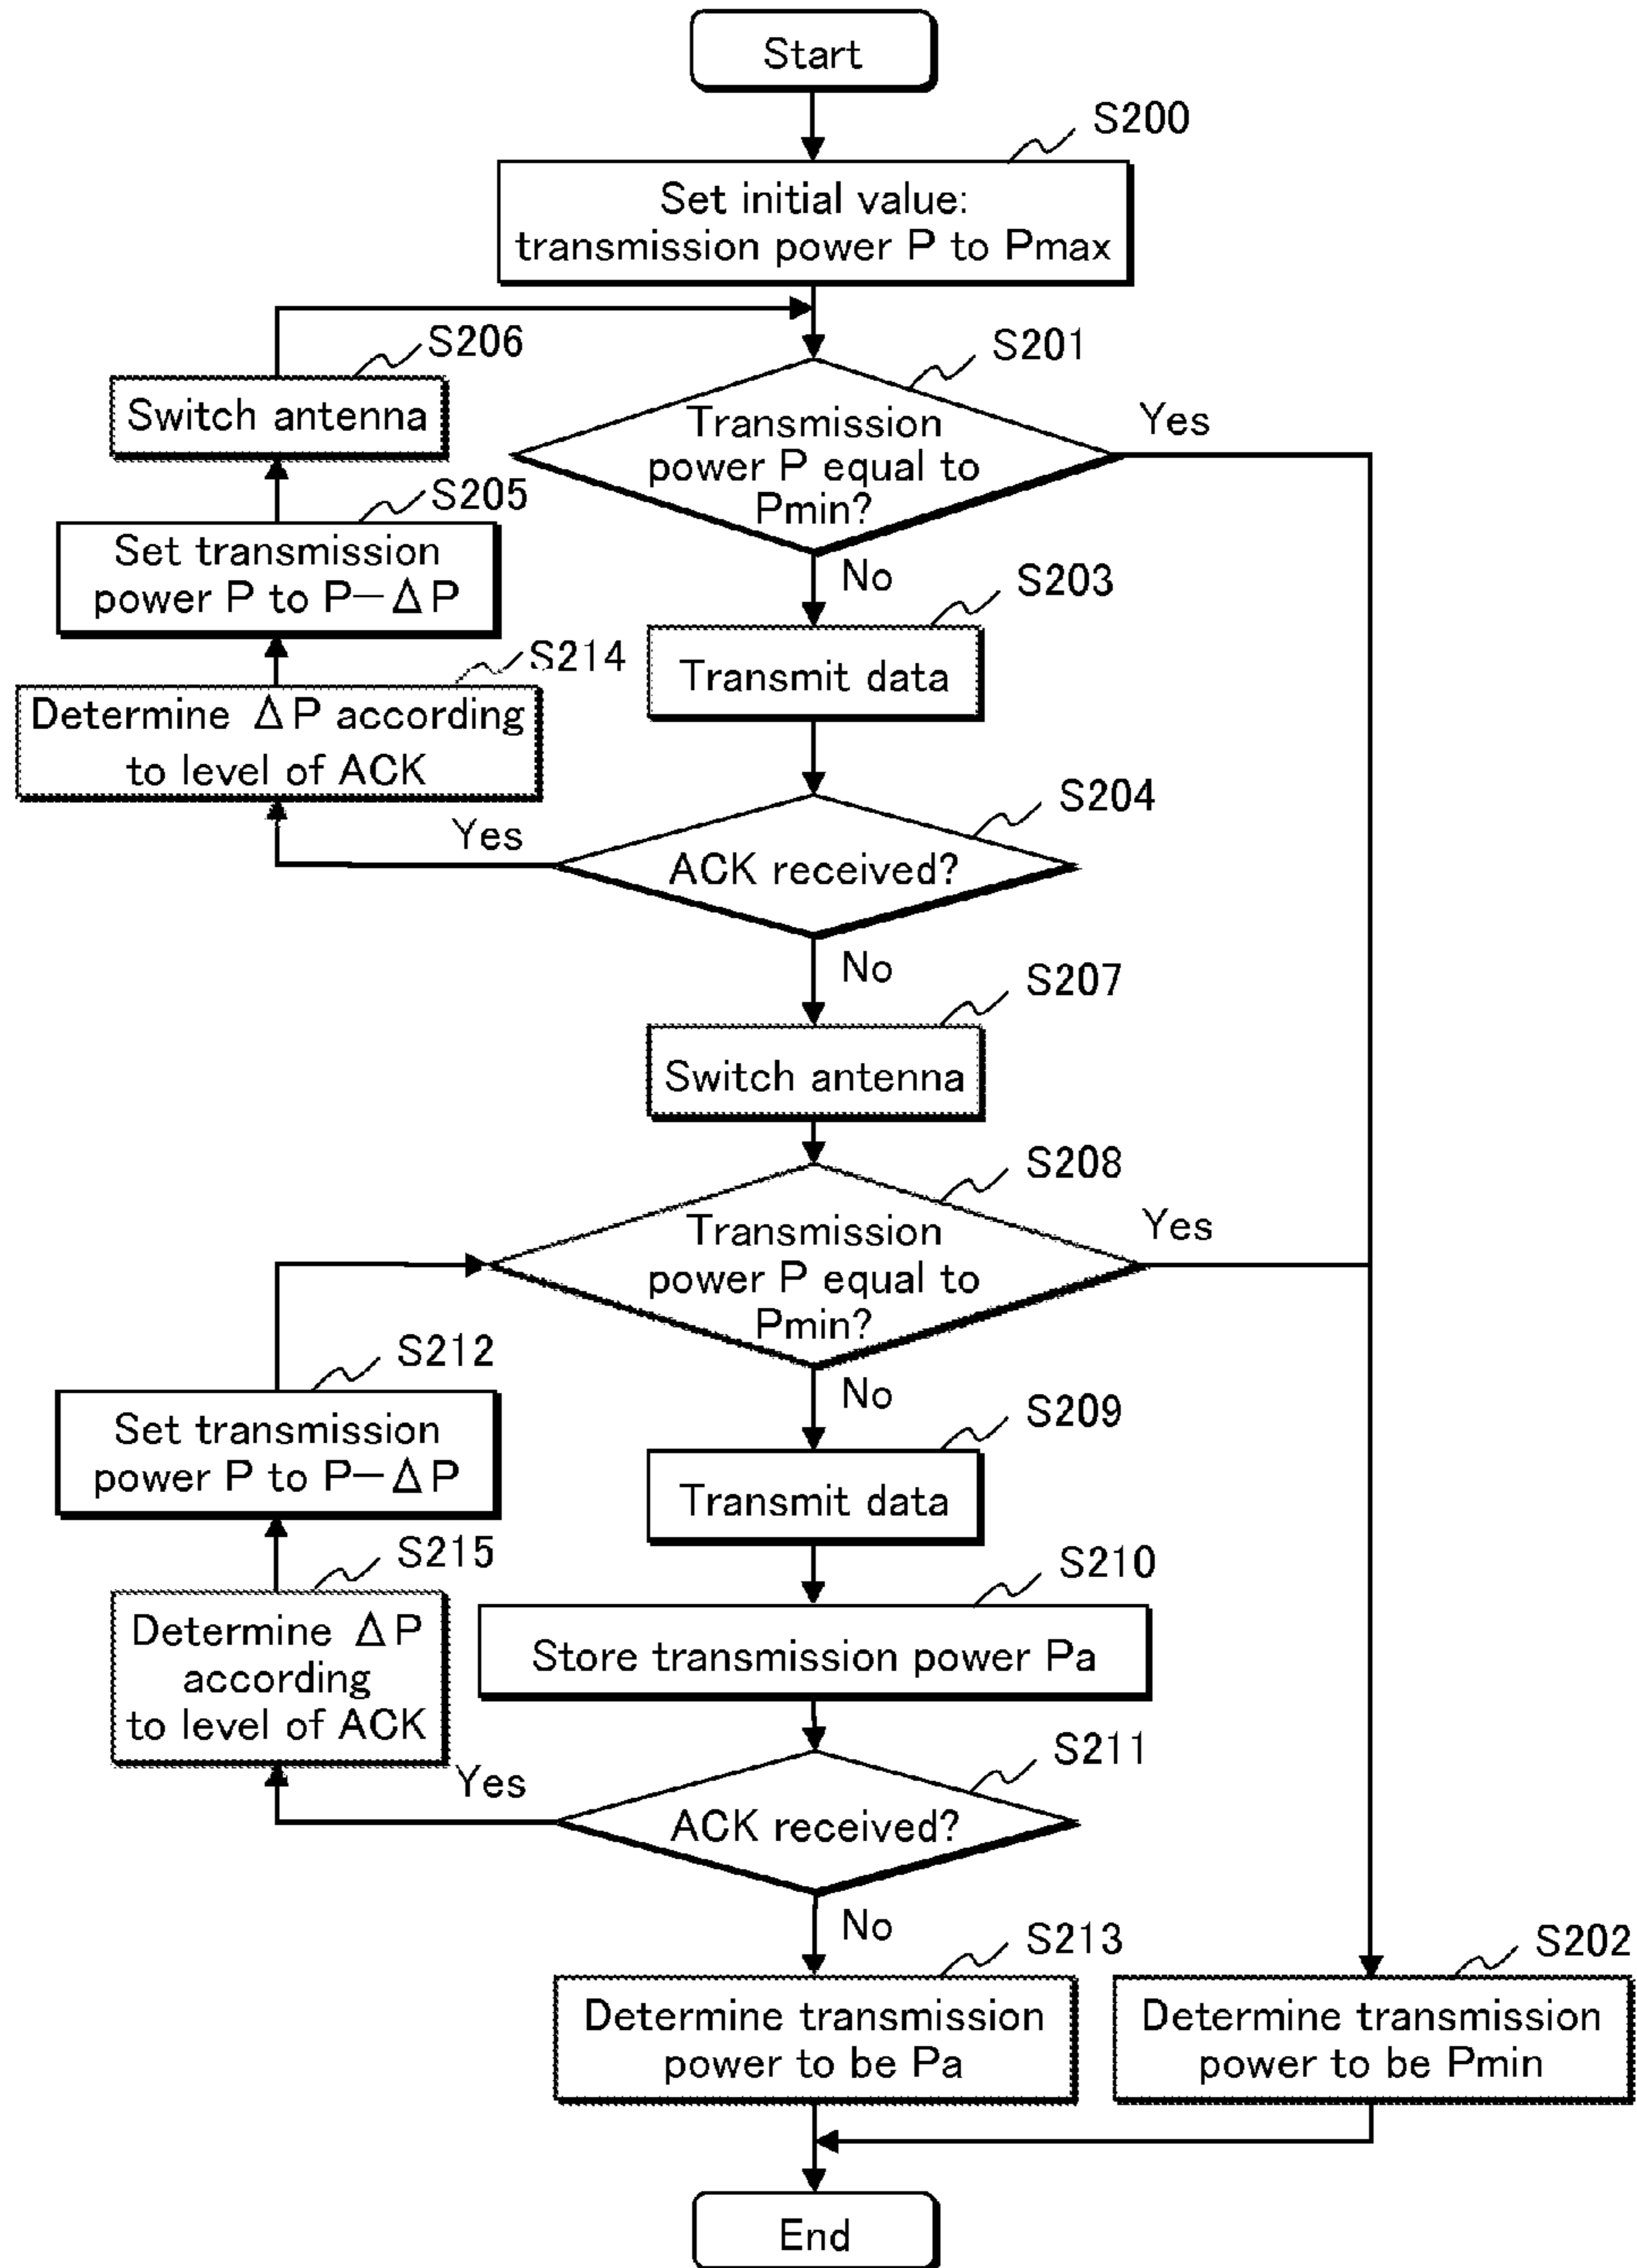 Start
S200
Set initial value:
transmission power P to Pmax
S206
Switch antenna
S201
Transmission
power P equal to
Pmin?
Yes
S205
Set transmission
power P to P−ΔP
No
S203
Transmit data
S214
Determine ΔP according
to level of ACK
S204
Yes
ACK received?
No
S207
Switch antenna
S208
Transmission
power P equal to
Pmin?
Yes
S212
Set transmission
power P to P−ΔP
No
S209
Transmit data
S215
Determine ΔP
according
to level of ACK
S210
Store transmission power Pa
S211
Yes
ACK received?
No
S213
Determine transmission
power to be Pa
S202
Determine transmission
power to be Pmin
End